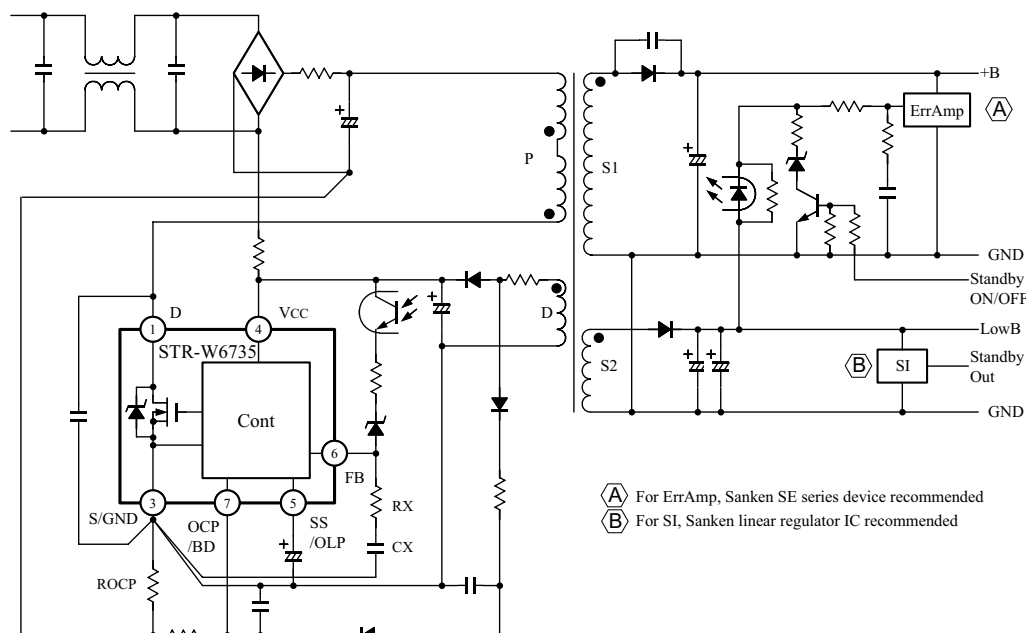 +B
ErrAmp
A
P
S1
GND
Standby
ON/OFF
D
D
VCC
LowB
STR-W6735
1
4
S2
B
SI
Standby
Out
GND
Cont
6
FB
3
7
5
S/GND
OCP
/BD
SS
/OLP
RX
CX
ROCP
A For ErrAmp, Sanken SE series device recommended
B For SI, Sanken linear regulator IC recommended
+
+
+
+
+
+